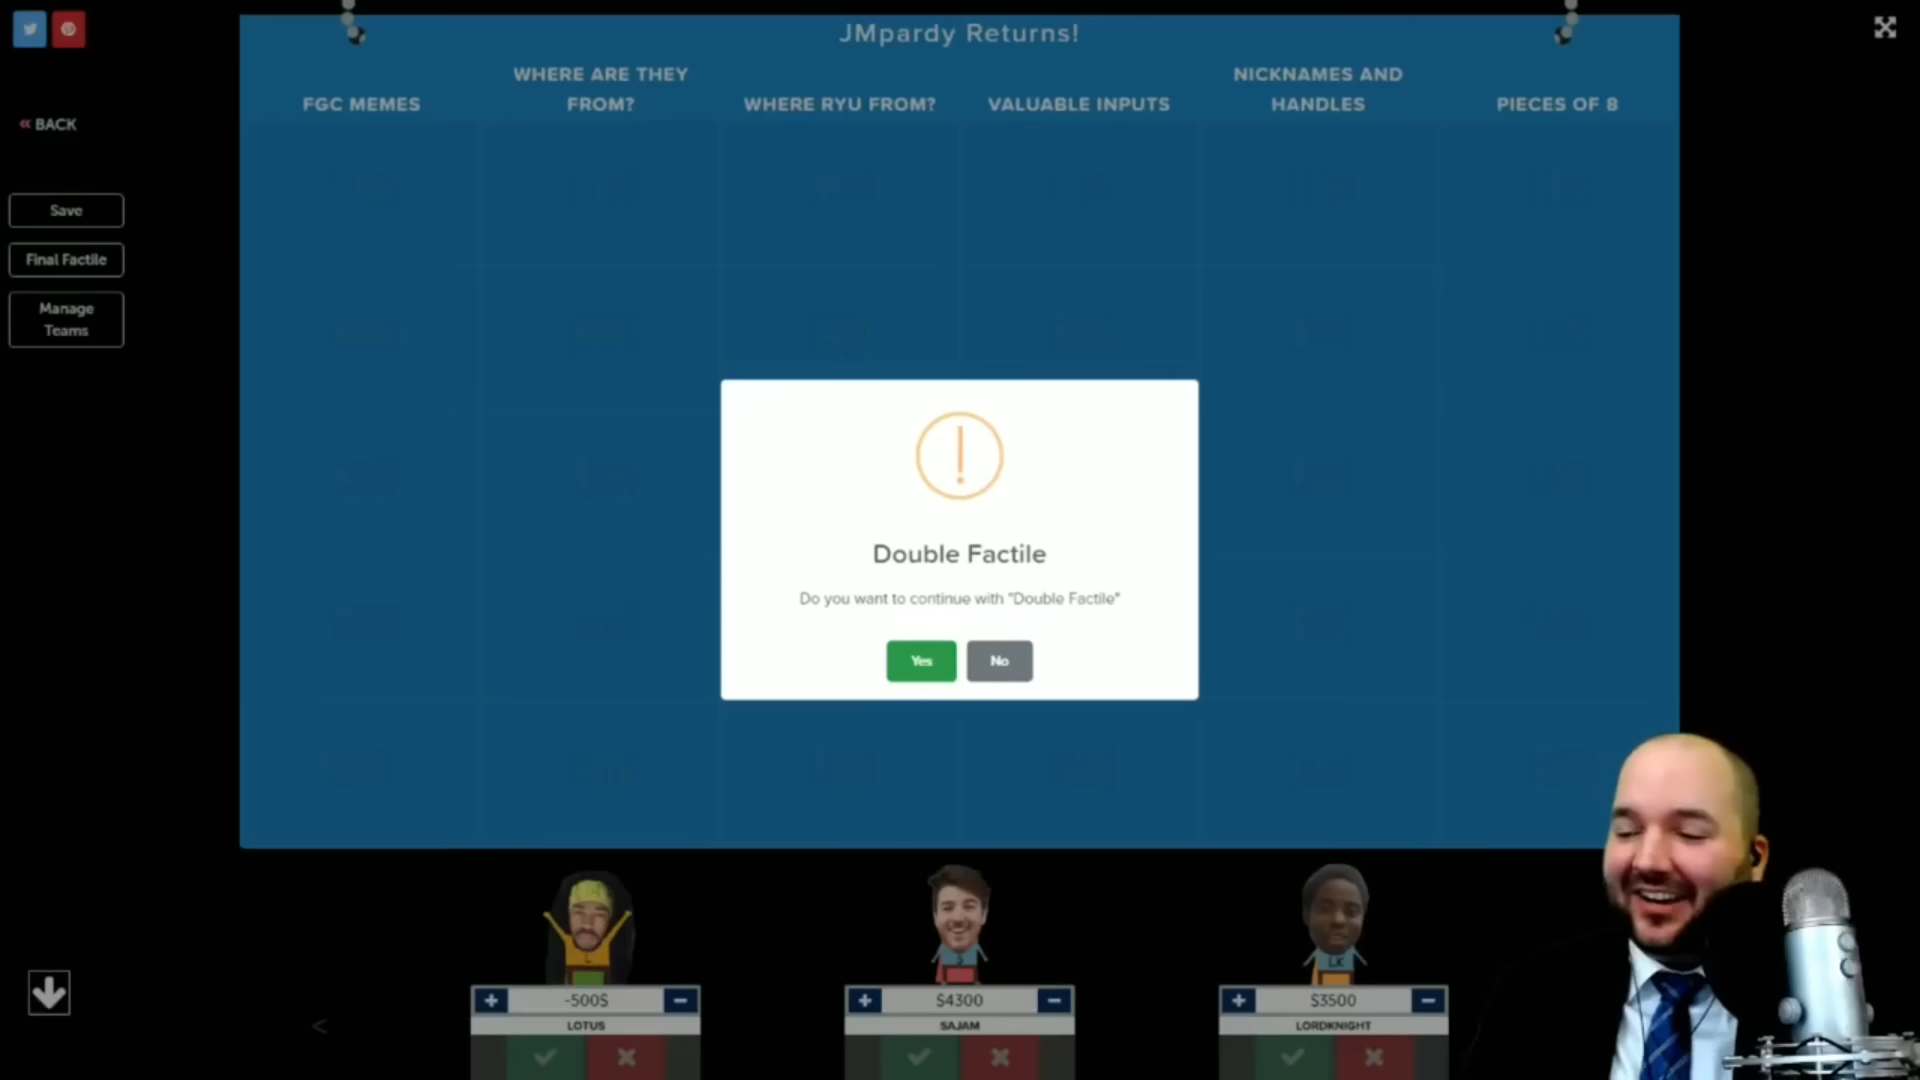 JMpardy Returns!
FGC MEMES
WHERE ARE THEY
FROM?
WHERE RYU FROM?
VALUABLE INPUTS
NICKNAMES AND
HANDLES
PIECES OF 8
« BACK
Save
Final Factile
Manage
Teams
Double Factile
Do you want to continue with "Double Factile"
Yes
No
L
S
LK
+
-500$
−
LOTUS
+
$4300
−
SAJAM
+
$3500
−
LORDKNIGHT